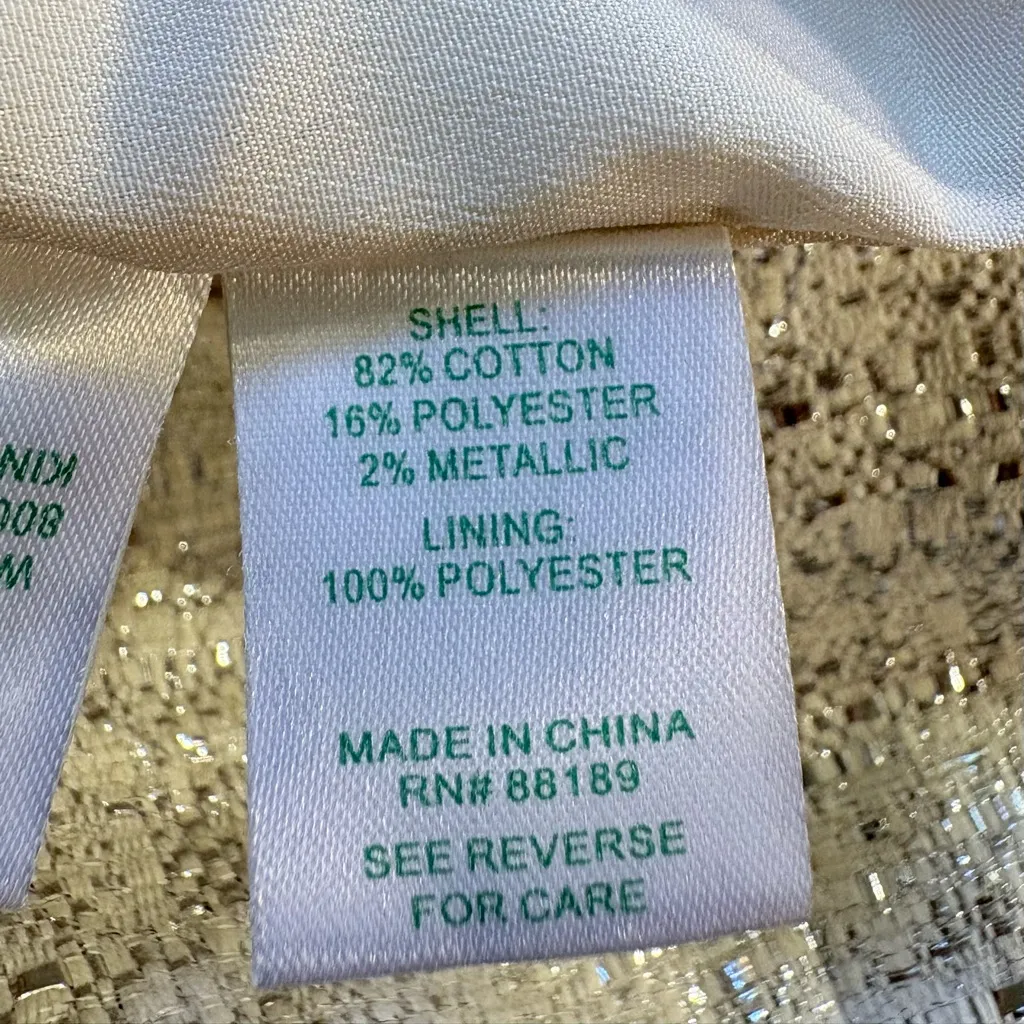 SHELL:
82% COTTON
16% POLYESTER
2% METALLIC
LINING:
100% POLYESTER
MADE IN CHINA
RN# 88189
SEE REVERSE
FOR CARE